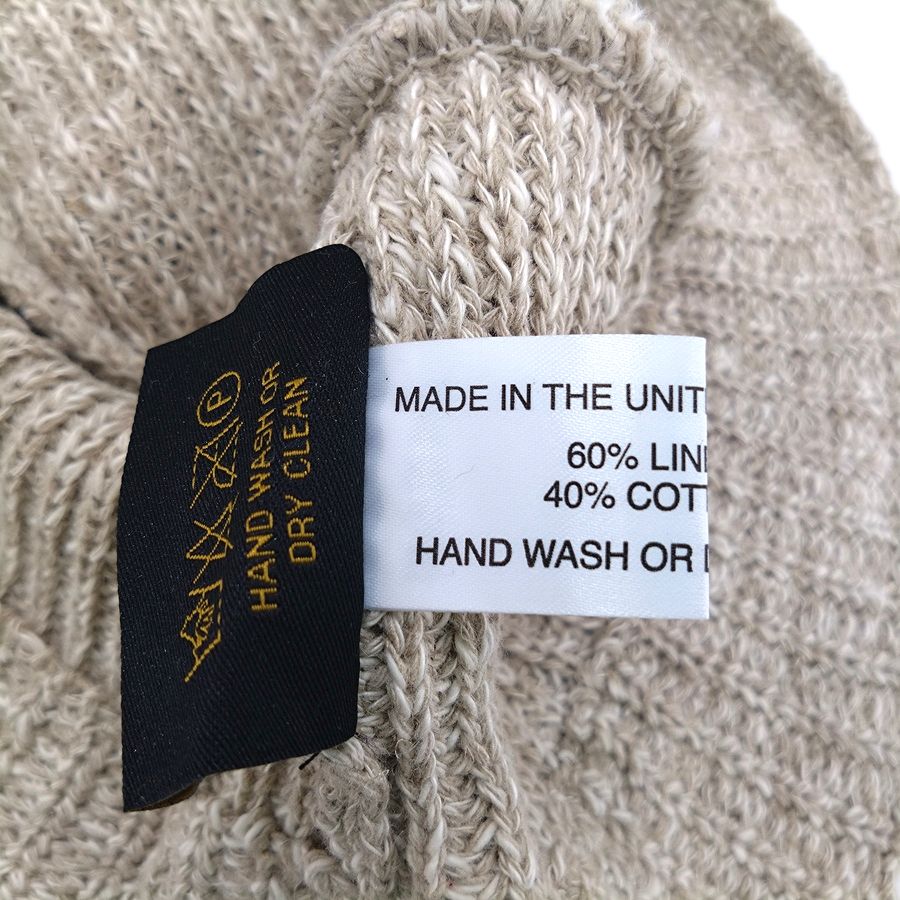 HAND WASH OR
DRY CLEAN
P
MADE IN THE UNIT
60% LIN
40% COTT
HAND WASH OR